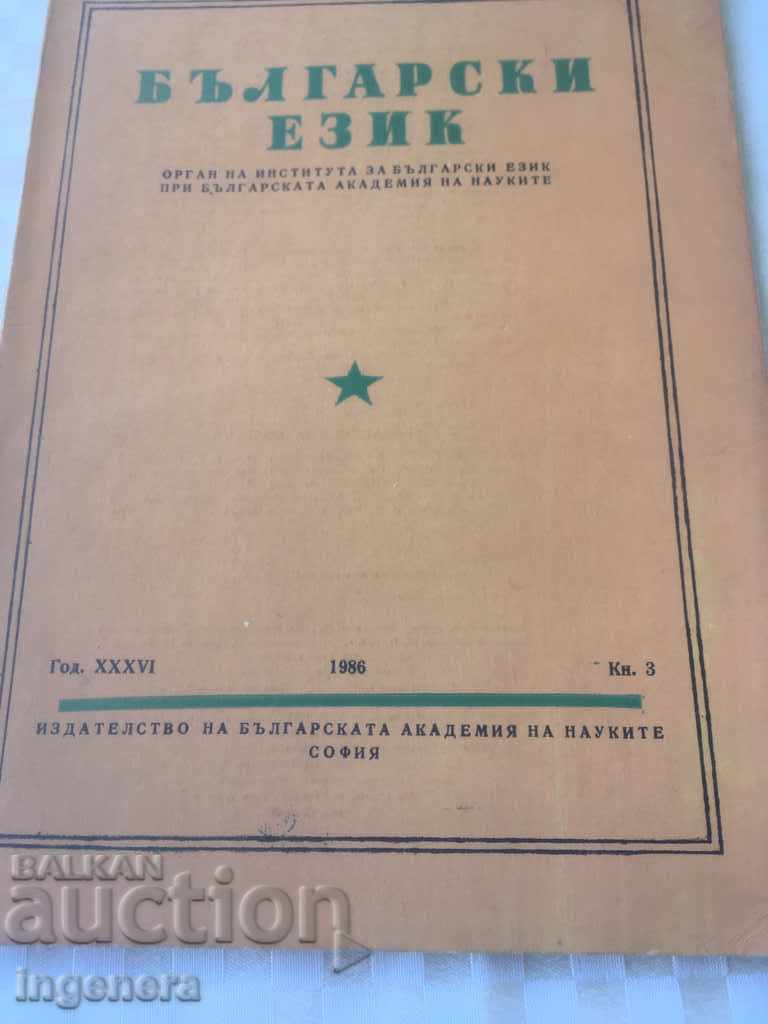 БЪЛГАРСКИ
ЕЗИК
ОРГАН НА ИНСТИТУТА ЗА БЪЛГАРСКИ ЕЗИК
ПРИ БЪЛГАРСКАТА АКАДЕМИЯ НА НАУКИТЕ
Год. XXXVI 1986 Кн. 3
ИЗДАТЕЛСТВО НА БЪЛГАРСКАТА АКАДЕМИЯ НА НАУКИТЕ
СОФИЯ
BALKAN
auction
ingenera